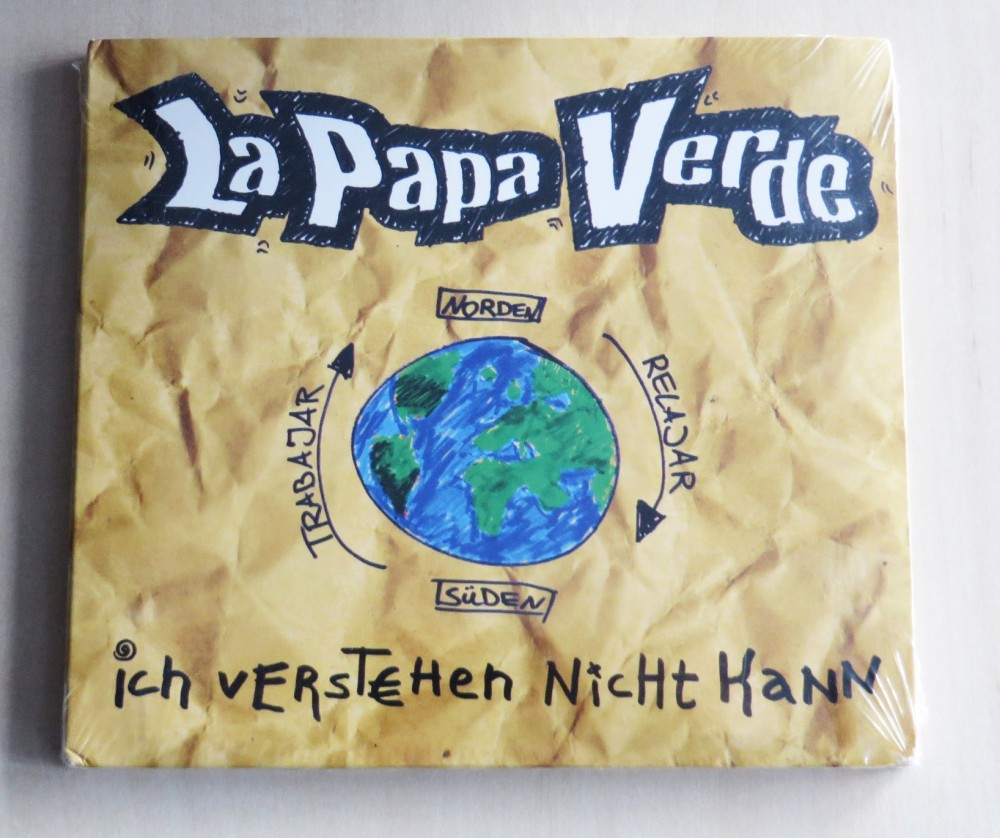 La Papa Verde
NORDEN
TRABAJAR
RELAJAR
SÜDEN
ich VERSTEHEN NicHt KANN